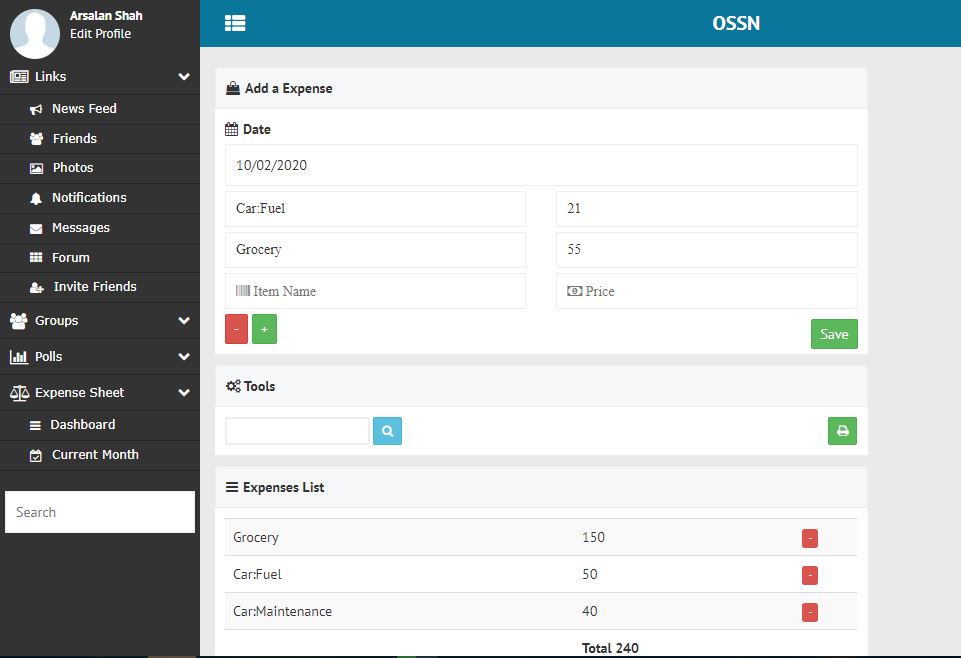 Arsalan Shah
Edit Profile
Links
News Feed
Friends
Photos
Notifications
Messages
Forum
Invite Friends
Groups
Polls
Expense Sheet
Dashboard
Current Month
Search
OSSN
Add a Expense
Date
10/02/2020
Car:Fuel 21
Grocery 55
Item Name Price
- +
Save
Tools
Expenses List
Grocery 150 -
Car:Fuel 50 -
Car:Maintenance 40 -
Total 240